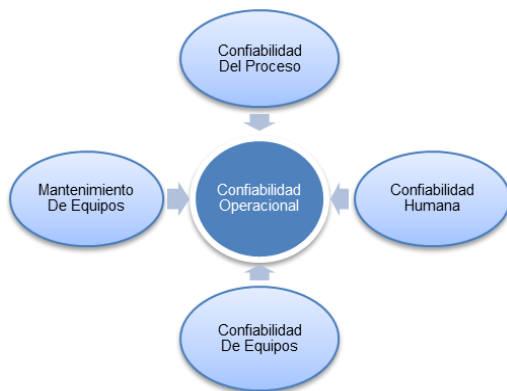 Confiabilidad
Del Proceso
Mantenimiento
De Equipos
Confiabilidad
Operacional
Confiabilidad
Humana
Confiabilidad
De Equipos